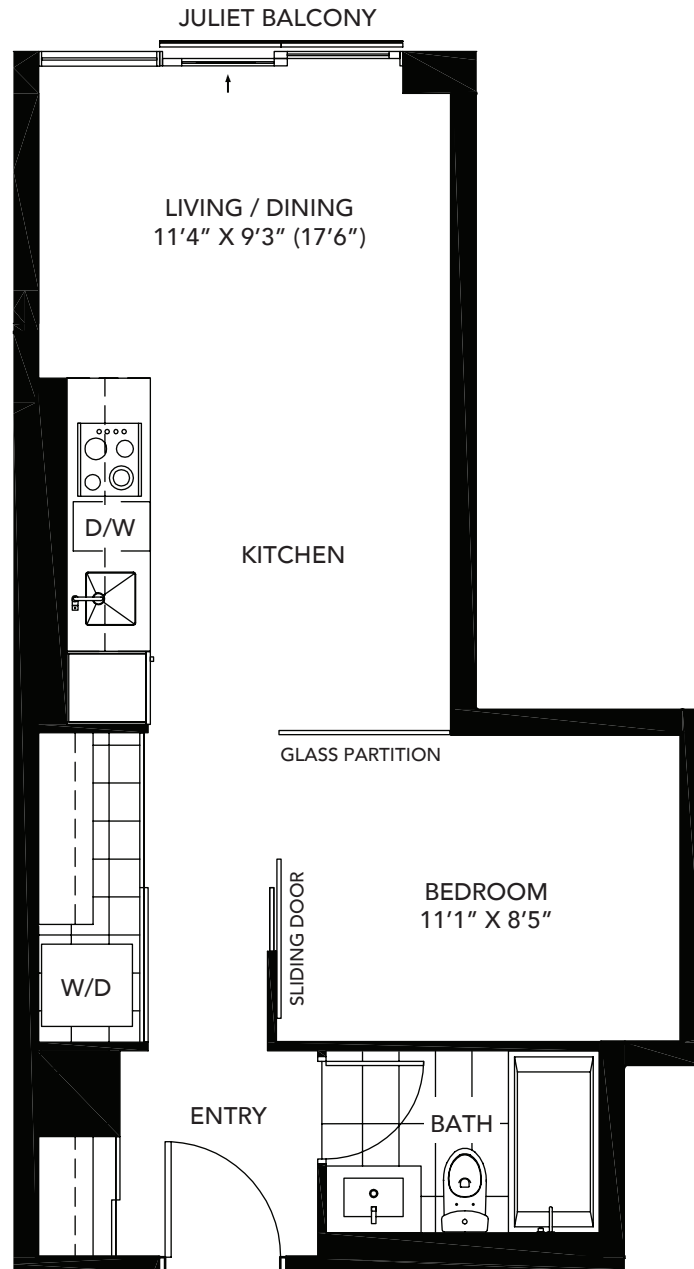 JULIET BALCONY
LIVING / DINING
11’4” X 9’3” (17’6”)
D/W
KITCHEN
GLASS PARTITION
SLIDING DOOR
BEDROOM
11’1” X 8’5”
W/D
ENTRY
BATH